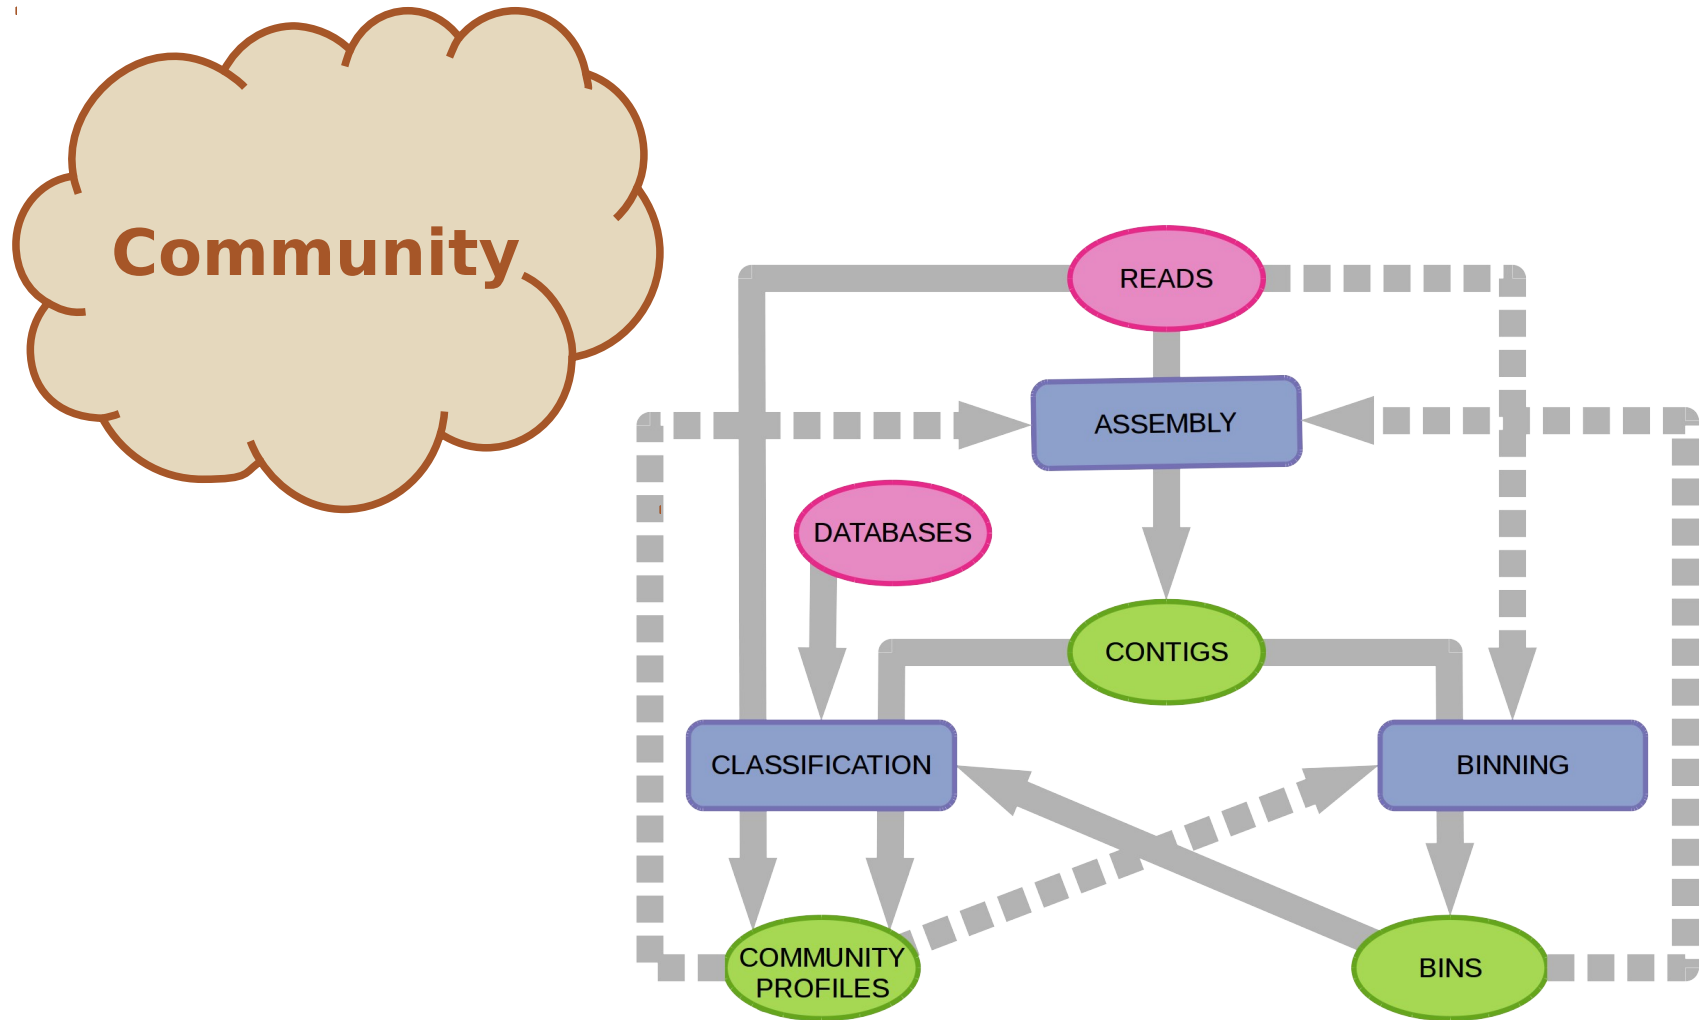 Community
READS
ASSEMBLY
DATABASES
CONTIGS
CLASSIFICATION
BINNING
COMMUNITY
PROFILES
BINS